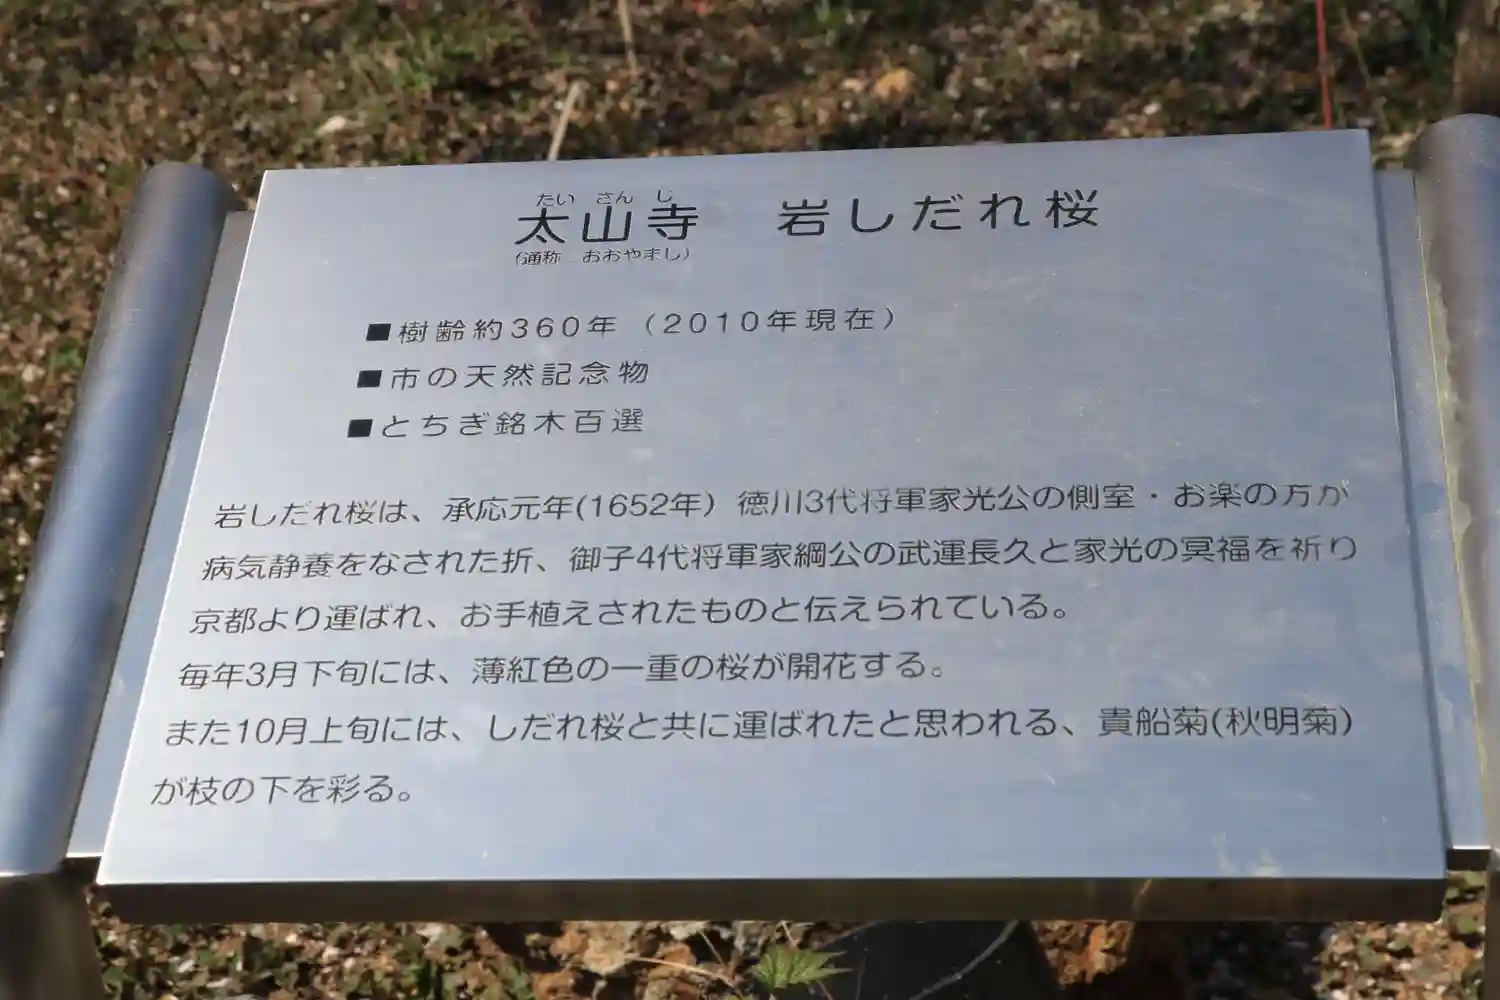 たい さん じ
太山寺 岩しだれ桜
(通称.おおやまじ)
■樹齢約360年（2010年現在）
■市の天然記念物
■とちぎ銘木百選
岩しだれ桜は、承応元年(1652年）徳川3代将軍家光公の側室・お楽の方が
病気静養をなされた折、御子4代将軍家綱公の武運長久と家光の冥福を祈り
京都より運ばれ、お手植えされたものと伝えられている。
毎年3月下旬には、薄紅色の一重の桜が開花する。
また10月上旬には、しだれ桜と共に運ばれたと思われる、貴船菊(秋明菊）
が枝の下を彩る。